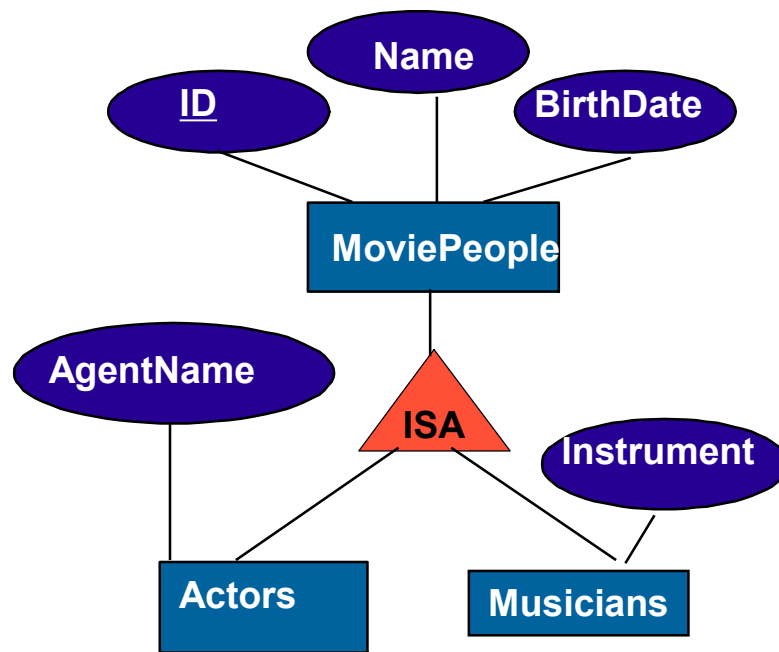 Name
ID
BirthDate
MoviePeople
AgentName
ISA
Instrument
Actors
Musicians